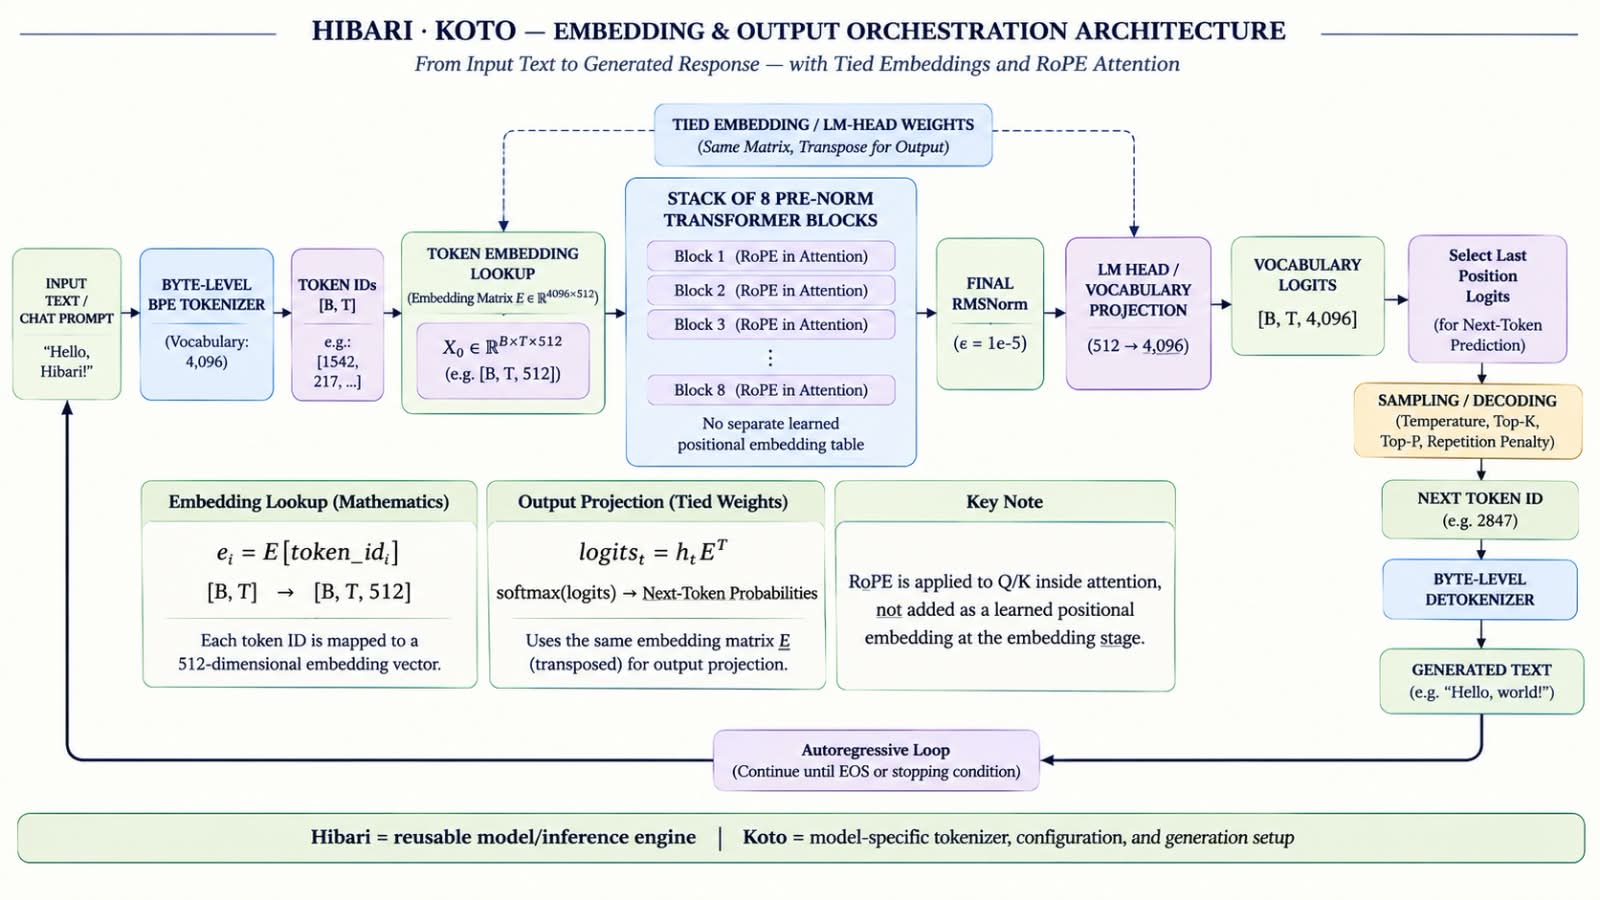 HIBARI · KOTO — EMBEDDING & OUTPUT ORCHESTRATION ARCHITECTURE
From Input Text to Generated Response — with Tied Embeddings and RoPE Attention
TIED EMBEDDING / LM-HEAD WEIGHTS
(Same Matrix, Transpose for Output)
INPUT
TEXT /
CHAT PROMPT
“Hello,
Hibari!”
BYTE-LEVEL
BPE TOKENIZER
(Vocabulary:
4,096)
TOKEN IDs
[B, T]
e.g.:
[1542,
217, ...]
TOKEN EMBEDDING
LOOKUP
(Embedding Matrix E ∈ ℝ^{4096×512})
X₀ ∈ ℝ^{B×T×512}
(e.g. [B, T, 512])
STACK OF 8 PRE-NORM
TRANSFORMER BLOCKS
Block 1 (RoPE in Attention)
Block 2 (RoPE in Attention)
Block 3 (RoPE in Attention)
⋮
Block 8 (RoPE in Attention)
No separate learned
positional embedding table
FINAL
RMSNorm
(ϵ = 1e-5)
LM HEAD /
VOCABULARY
PROJECTION
(512 → 4,096)
VOCABULARY
LOGITS
[B, T, 4,096]
Select Last
Position
Logits
(for Next-Token
Prediction)
SAMPLING / DECODING
(Temperature, Top-K,
Top-P, Repetition Penalty)
NEXT TOKEN ID
(e.g. 2847)
BYTE-LEVEL
DETOKENIZER
GENERATED TEXT
(e.g. “Hello, world!”)
Embedding Lookup (Mathematics)
e_i = E[token_id_i]
[B, T] → [B, T, 512]
Each token ID is mapped to a
512-dimensional embedding vector.
Output Projection (Tied Weights)
logits_t = h_t E^T
softmax(logits) → Next-Token Probabilities
Uses the same embedding matrix E
(transposed) for output projection.
Key Note
RoPE is applied to Q/K inside attention,
not added as a learned positional
embedding at the embedding stage.
Autoregressive Loop
(Continue until EOS or stopping condition)
Hibari = reusable model/inference engine | Koto = model-specific tokenizer, configuration, and generation setup